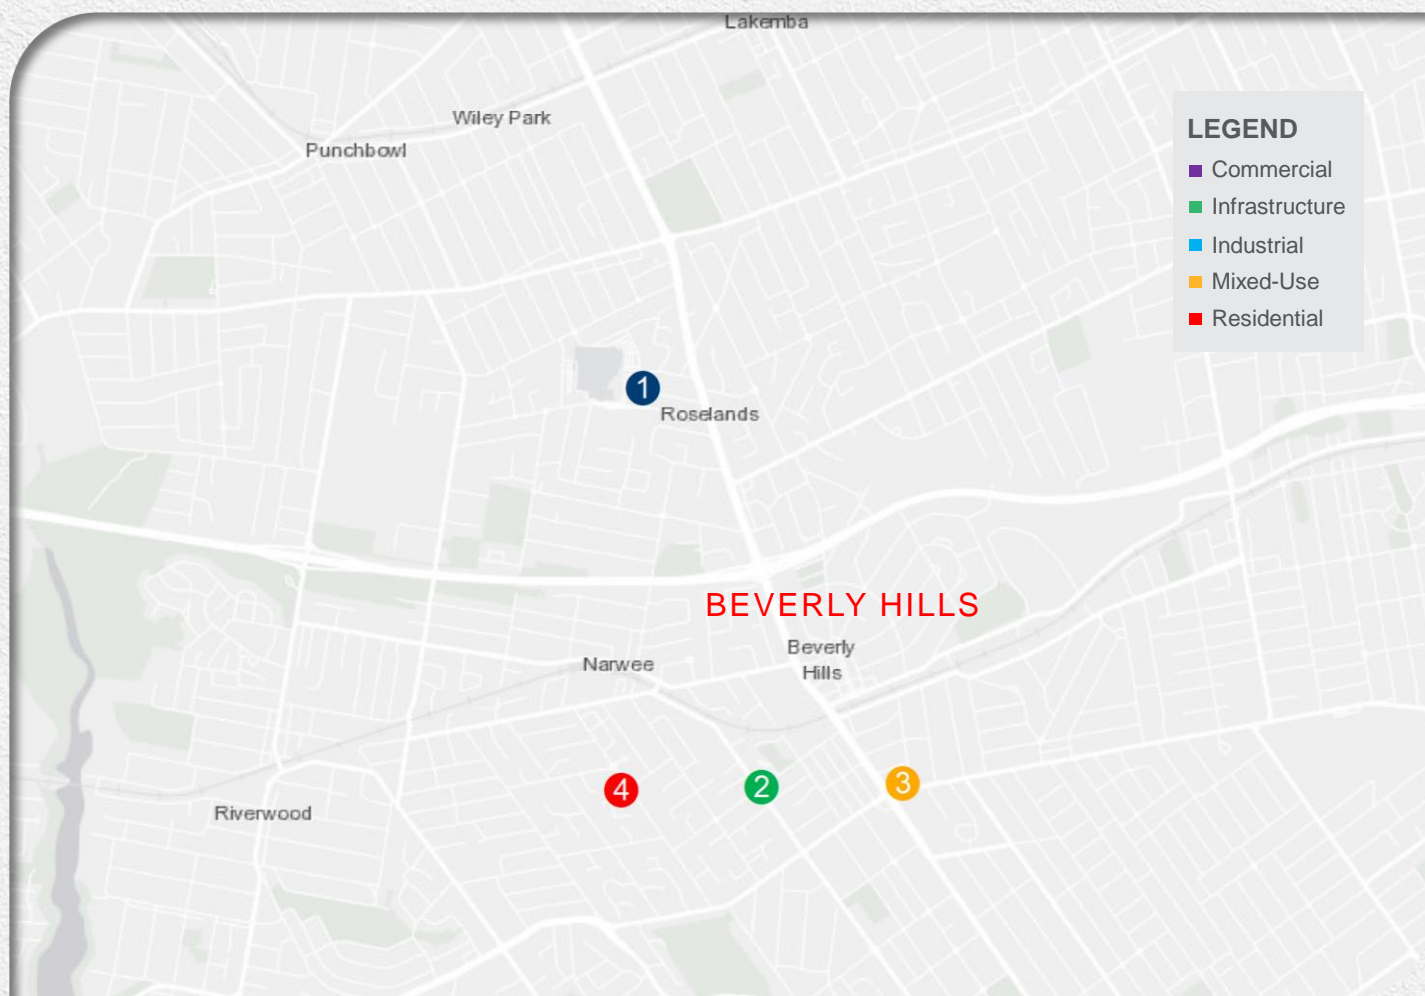 Lakemba
Wiley Park
Punchbowl
LEGEND
Commercial
Infrastructure
Industrial
Mixed-Use
Residential
1
Roselands
BEVERLY HILLS
Beverly
Hills
Narwee
4
2
3
Riverwood